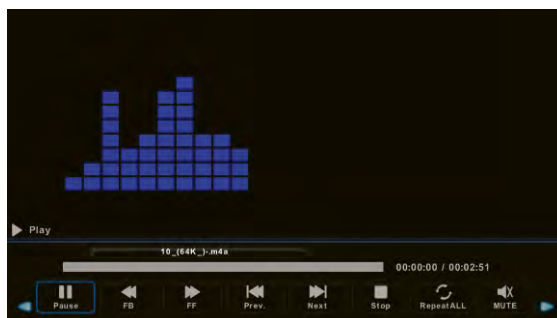 Play
10_(64K_)-.m4a
00:00:00 / 00:02:51
Pause FB FF Prev. Next Stop RepeatALL MUTE